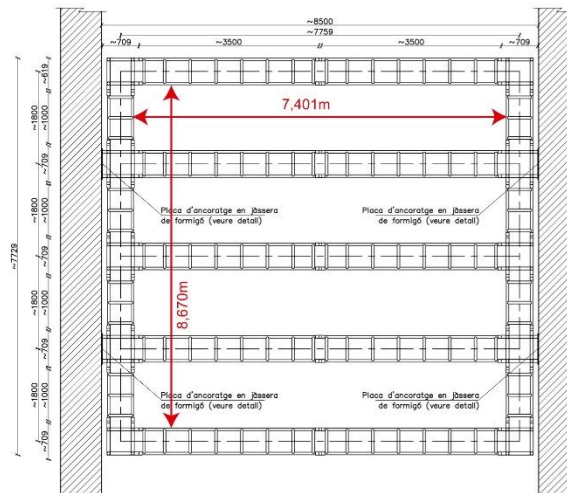 ~8500
~7759
~709
~3500
~3500
~709
~619
~1800
~1000
7,401m
~709
Placa d'ancoratge en jàssera
de formigó (veure detall)
Placa d'ancoratge en jàssera
de formigó (veure detall)
~1800
~1000
~7729
~709
8,670m
~1800
~1000
~709
Placa d'ancoratge en jàssera
de formigó (veure detall)
Placa d'ancoratge en jàssera
de formigó (veure detall)
~1800
~1000
~709